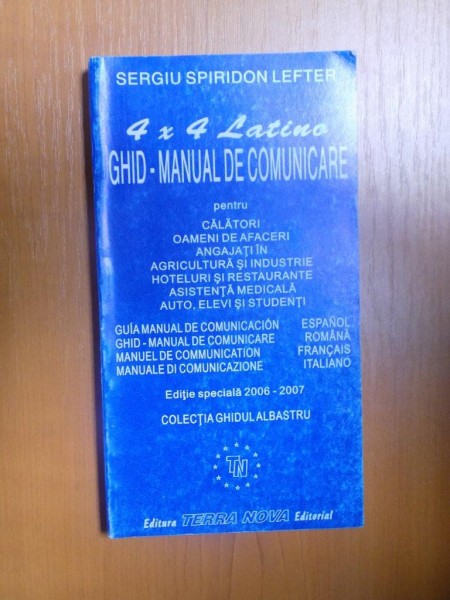 SERGIU SPIRIDON LEFTER
4 x 4 Latino
GHID - MANUAL DE COMUNICARE
pentru
CĂLĂTORI
OAMENI DE AFACERI
ANGAJAȚI ÎN
AGRICULTURĂ ȘI INDUSTRIE
HOTELURI ȘI RESTAURANTE
ASISTENȚĂ MEDICALĂ
AUTO, ELEVI ȘI STUDENȚI
GUÍA MANUAL DE COMUNICACIÓN ESPAÑOL
GHID - MANUAL DE COMUNICARE ROMÂNĂ
MANUEL DE COMMUNICATION FRANÇAIS
MANUALE DI COMUNICAZIONE ITALIANO
Ediție specială 2006 - 2007
COLECȚIA GHIDUL ALBASTRU
TN
Editura TERRA NOVA Editorial